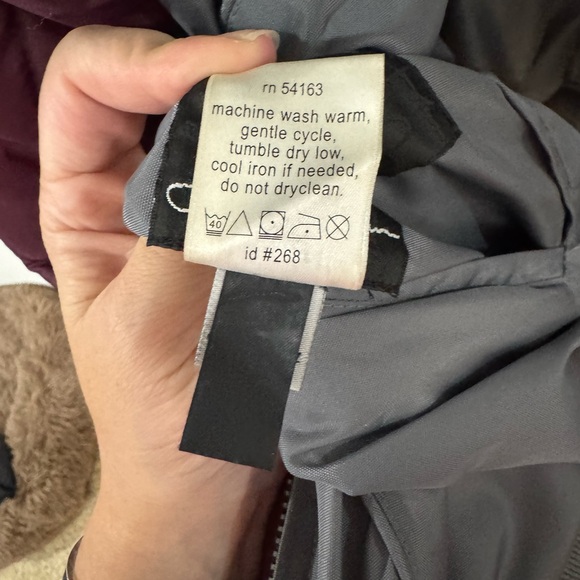 rn 54163
machine wash warm,
gentle cycle,
tumble dry low,
cool iron if needed,
do not dryclean.
40
id #268